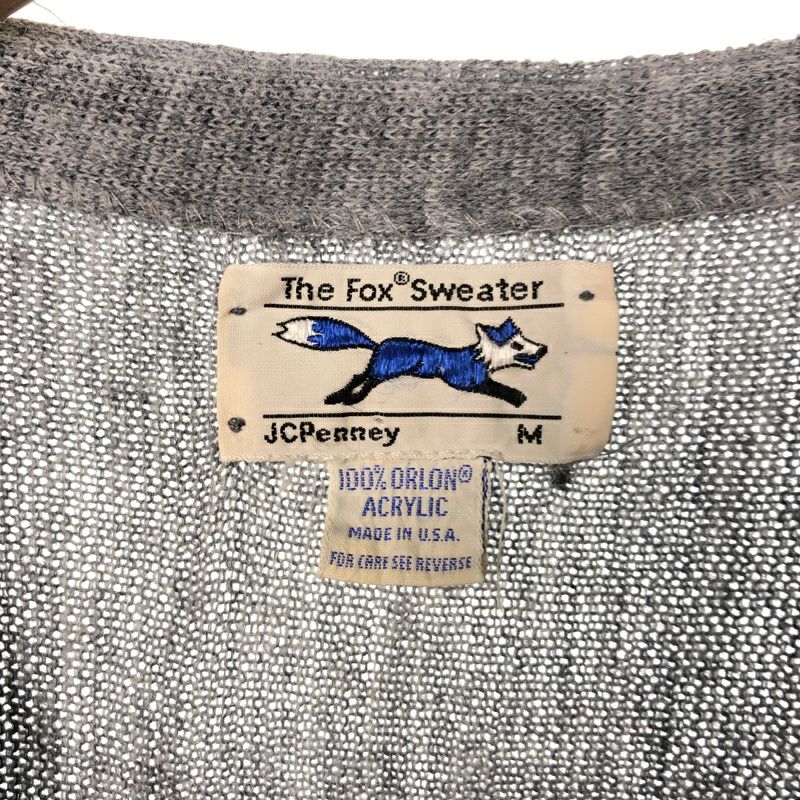 The Fox® Sweater
JCPenney M
100% ORLON®
ACRYLIC
MADE IN U.S.A.
FOR CARE SEE REVERSE